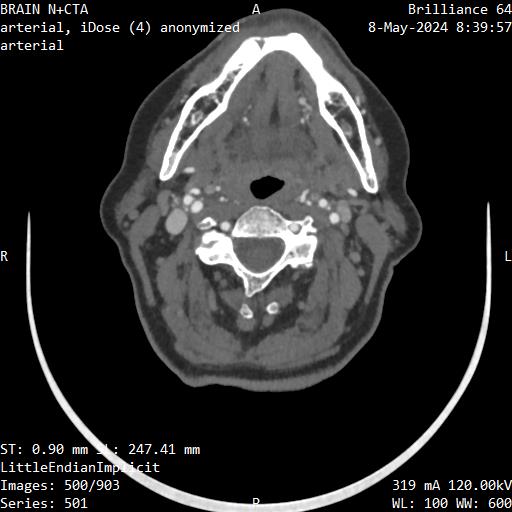 BRAIN N+CTA
A
Brilliance 64
arterial, iDose (4) anonymized
8-May-2024 8:39:57
arterial
R
L
ST: 0.90 mm SL: 247.41 mm
LittleEndianImplicit
Images: 500/903
319 mA 120.00kV
Series: 501
P
WL: 100 WW: 600